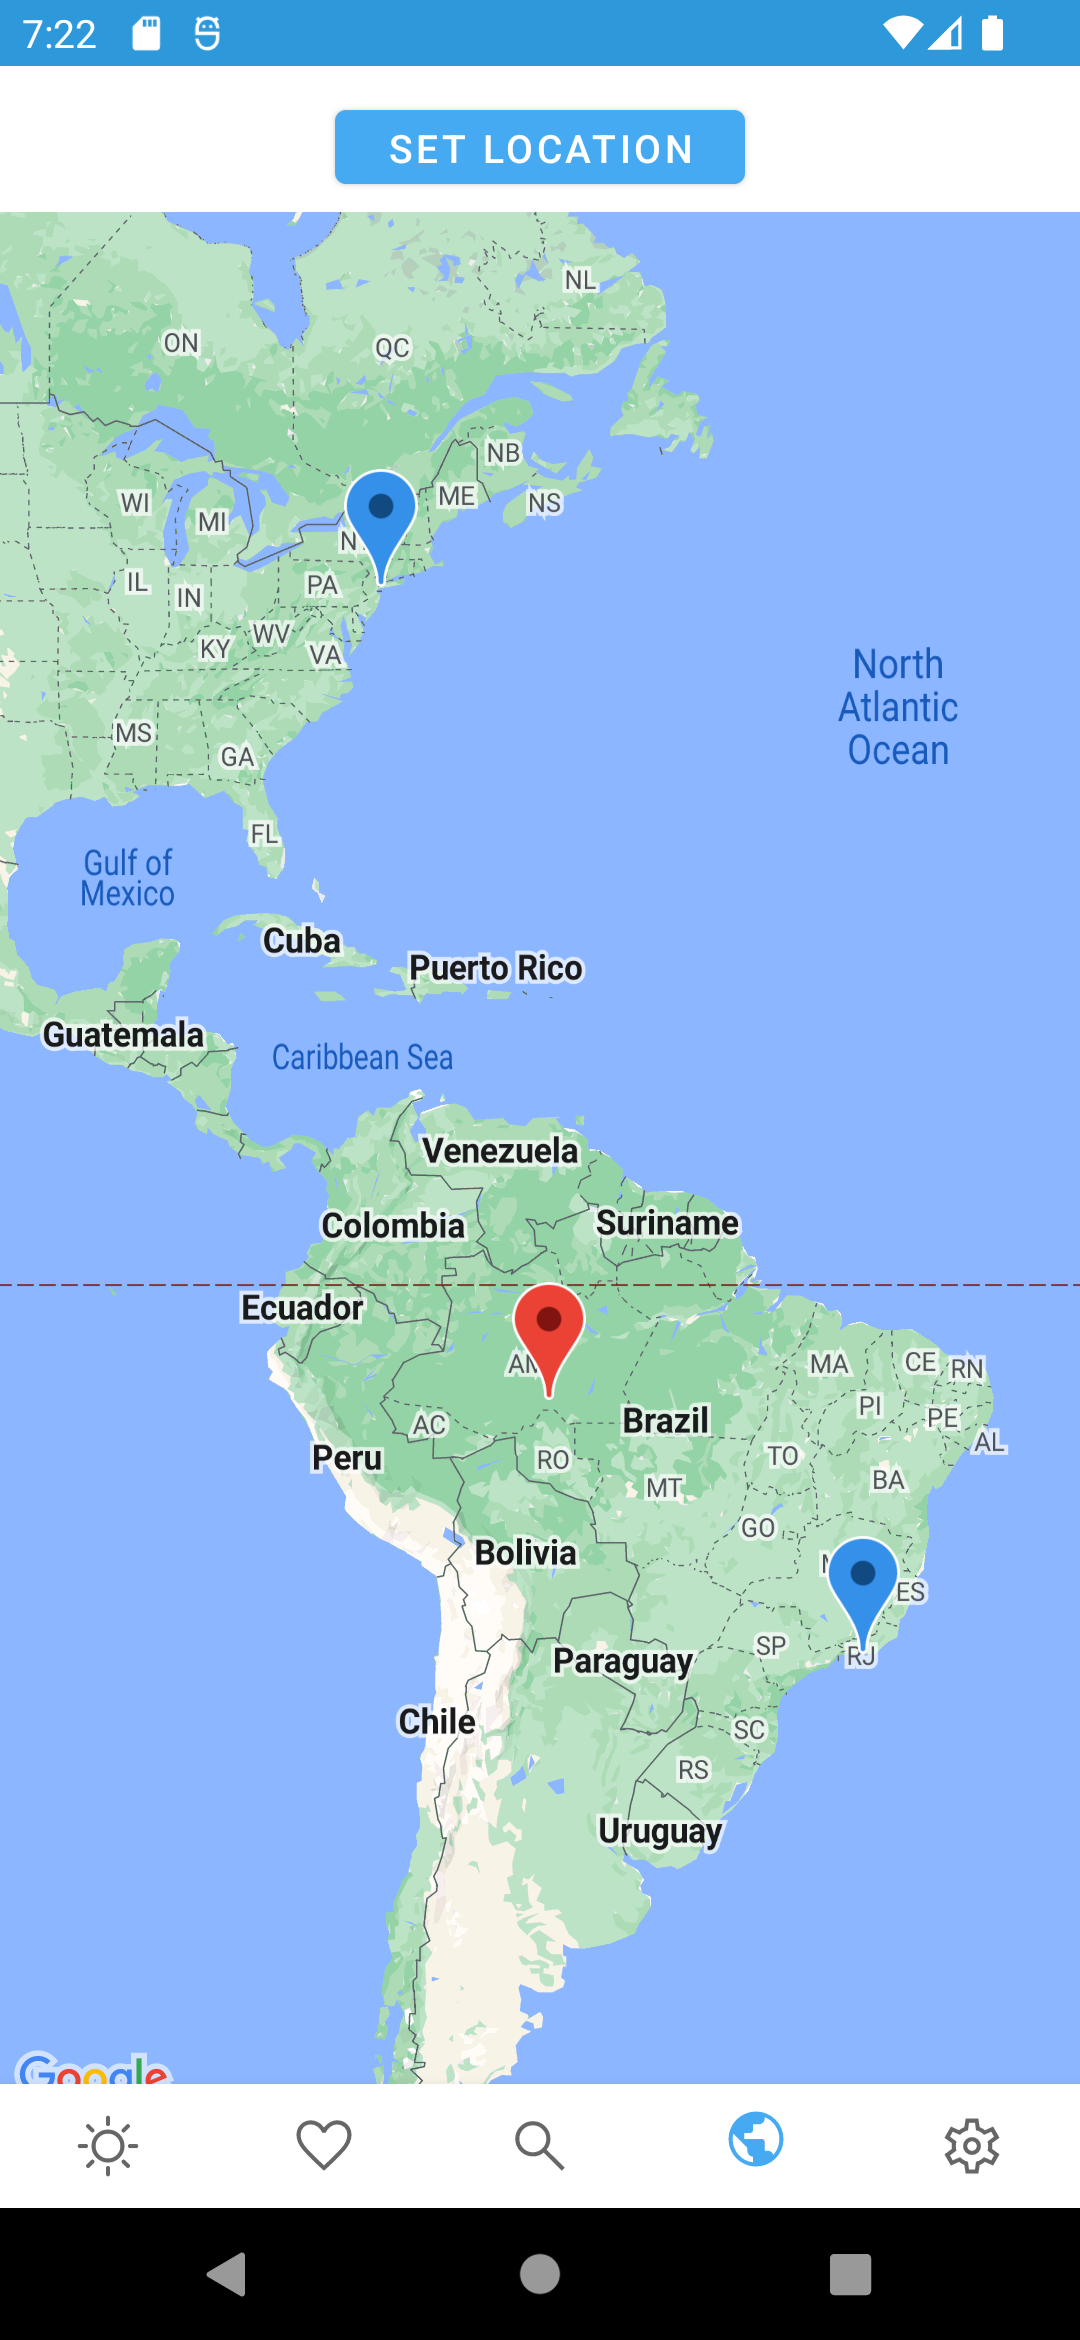 7:22
SET LOCATION
NL
ON
QC
NB
ME
NS
WI
MI
IL
IN
PA
WV
KY
VA
MS
GA
FL
North
Atlantic
Ocean
Gulf of
Mexico
Cuba
Puerto Rico
Guatemala
Caribbean Sea
Venezuela
Colombia
Suriname
Ecuador
MA
CE
RN
PI
PE
AL
AC
Brazil
Peru
RO
MT
TO
BA
GO
Bolivia
ES
SP
RJ
Paraguay
Chile
SC
RS
Uruguay
Google